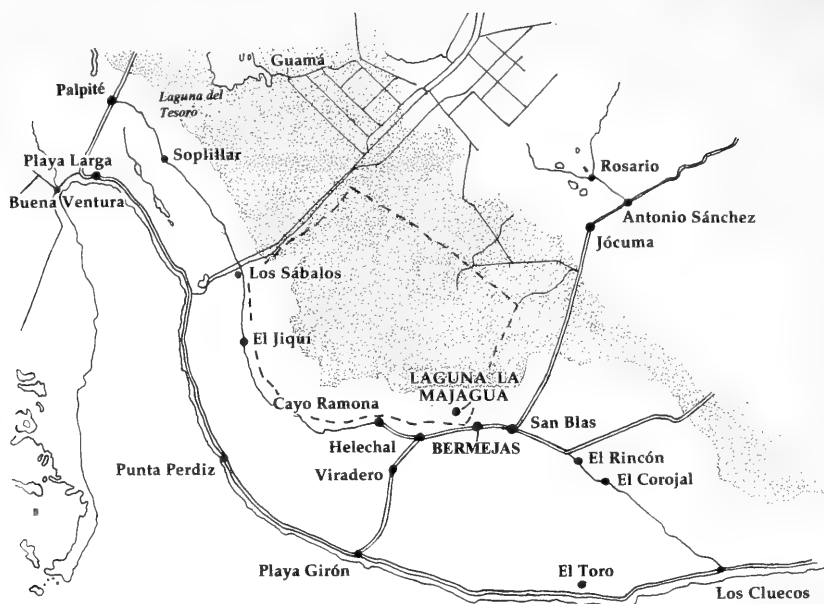 Guamá
Palpité
Laguna del
Tesoro
Soplillar
Playa Larga
Rosario
Buena Ventura
Antonio Sánchez
Jócuma
Los Sábalos
El Jiquí
LAGUNA LA
MAJAGUA
Cayo Ramona
San Blas
Helechal
BERMEJAS
El Rincón
Punta Perdiz
Viradero
El Corojal
Playa Girón
El Toro
Los Cluecos